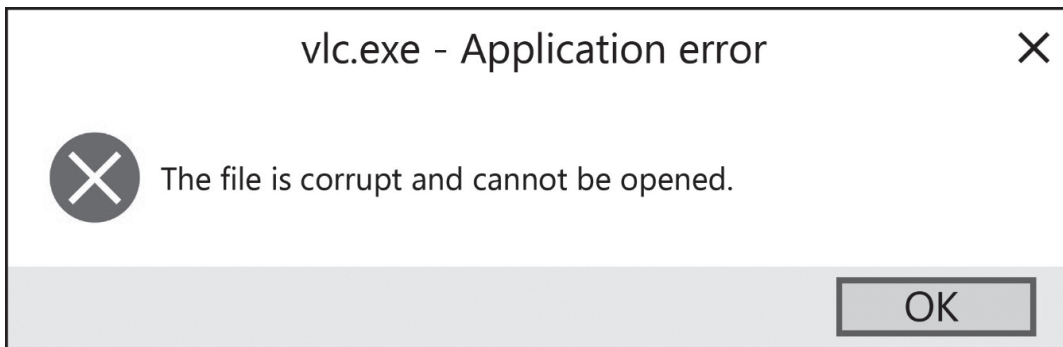 vlc.exe - Application error
The file is corrupt and cannot be opened.
OK